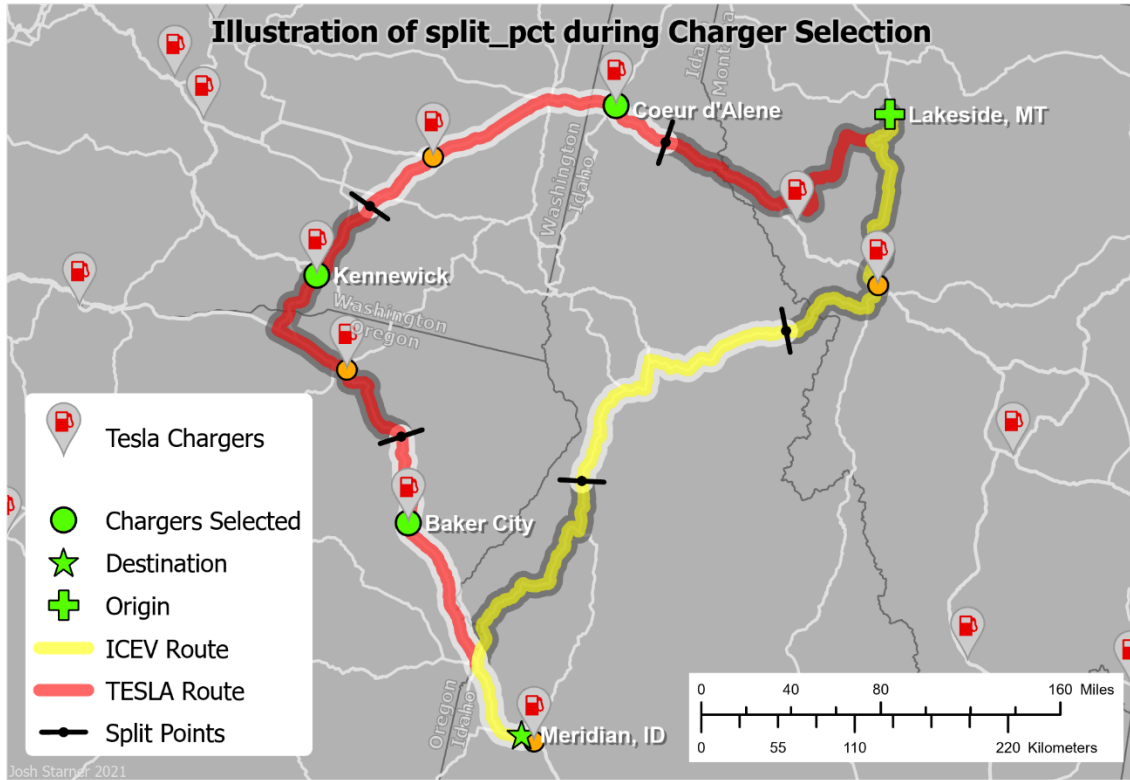 Illustration of split_pct during Charger Selection
Idaho
Montana
Coeur d'Alene
Lakeside, MT
Washington
Idaho
Kennewick
Washington
Oregon
Tesla Chargers
Chargers Selected
Baker City
Destination
Origin
ICEV Route
TESLA Route
Split Points
Oregon
Idaho
Meridian, ID
0 40 80 160 Miles
0 55 110 220 Kilometers
Josh Starner 2021